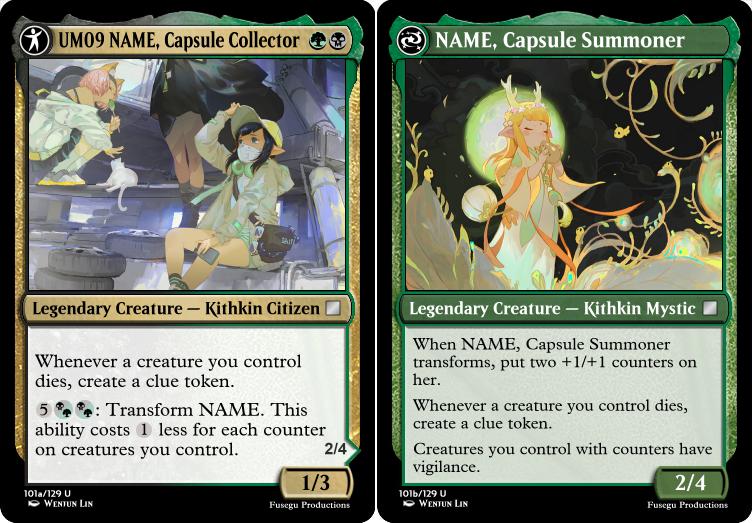 UM09 NAME, Capsule Collector
Legendary Creature — Kithkin Citizen
Whenever a creature you control
dies, create a clue token.
5: Transform NAME. This
ability costs 1 less for each counter
on creatures you control.
2/4
1/3
101a/129 U
Wenjun Lin
Fusegu Productions
NAME, Capsule Summoner
Legendary Creature — Kithkin Mystic
When NAME, Capsule Summoner
transforms, put two +1/+1 counters on
her.
Whenever a creature you control dies,
create a clue token.
Creatures you control with counters have
vigilance.
2/4
101b/129 U
Wenjun Lin
Fusegu Productions